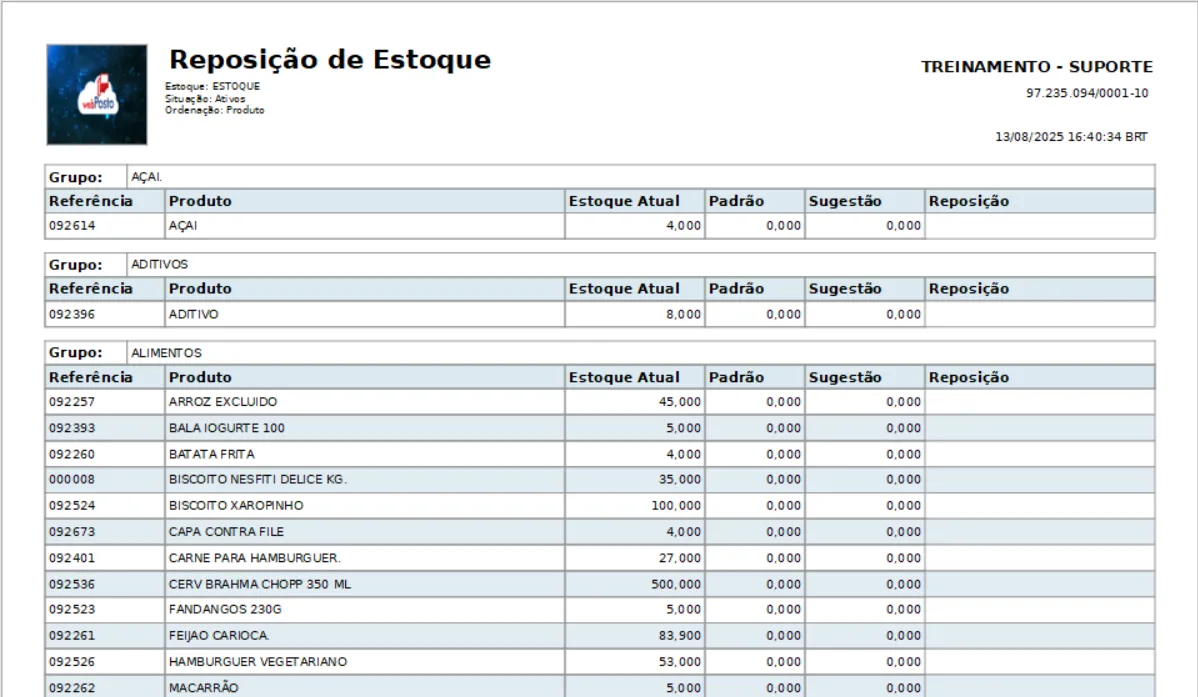 webPosto
Reposição de Estoque
Estoque: ESTOQUE
Situação: Ativos
Ordenação: Produto
TREINAMENTO - SUPORTE
97.235.094/0001-10
13/08/2025 16:40:34 BRT
Grupo: AÇAI.
Referência Produto Estoque Atual Padrão Sugestão Reposição
092614 AÇAI 4,000 0,000 0,000
Grupo: ADITIVOS
Referência Produto Estoque Atual Padrão Sugestão Reposição
092396 ADITIVO 8,000 0,000 0,000
Grupo: ALIMENTOS
Referência Produto Estoque Atual Padrão Sugestão Reposição
092257 ARROZ EXCLUIDO 45,000 0,000 0,000
092393 BALA IOGURTE 100 5,000 0,000 0,000
092260 BATATA FRITA 4,000 0,000 0,000
000008 BISCOITO NESFITI DELICE KG. 35,000 0,000 0,000
092524 BISCOITO XAROPINHO 100,000 0,000 0,000
092673 CAPA CONTRA FILE 4,000 0,000 0,000
092401 CARNE PARA HAMBURGUER. 27,000 0,000 0,000
092536 CERV BRAHMA CHOPP 350 ML 500,000 0,000 0,000
092523 FANDANGOS 230G 5,000 0,000 0,000
092261 FEIJAO CARIOCA. 83,900 0,000 0,000
092526 HAMBURGUER VEGETARIANO 53,000 0,000 0,000
092262 MACARRÃO 5,000 0,000 0,000